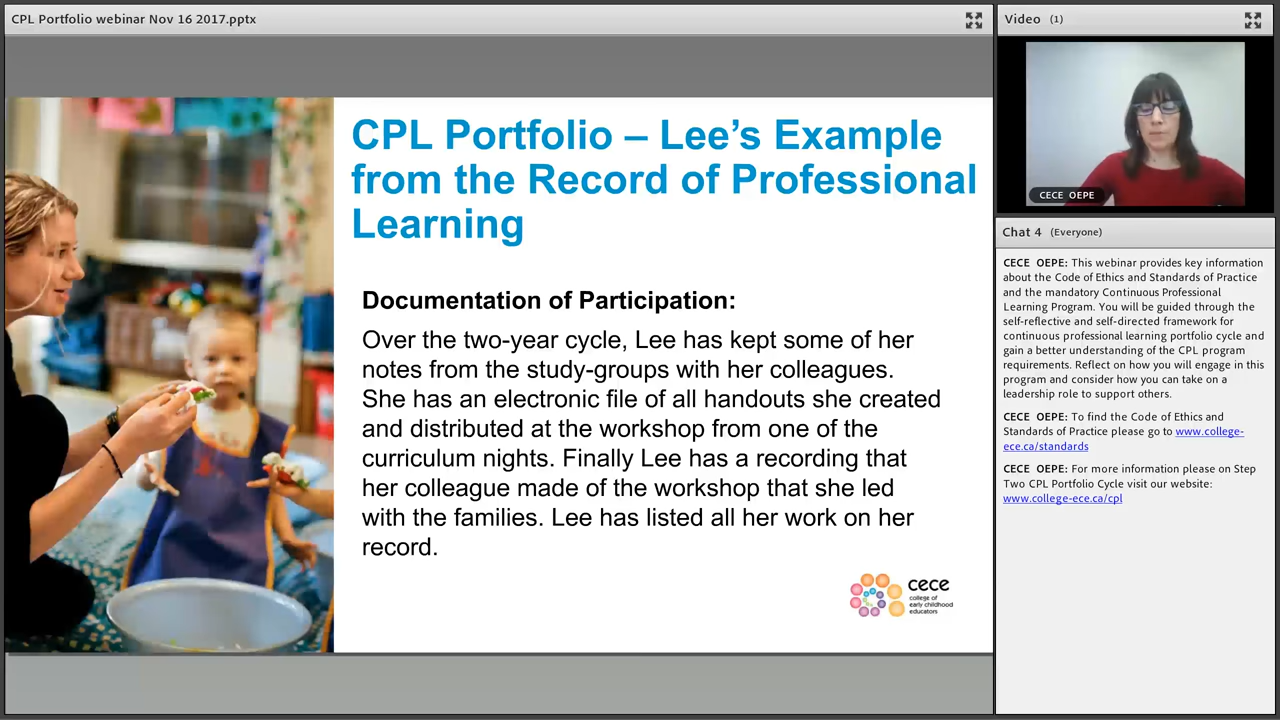 CPL Portfolio webinar Nov 16 2017.pptx
CPL Portfolio – Lee’s Example
from the Record of Professional
Learning
Documentation of Participation:
Over the two-year cycle, Lee has kept some of her
notes from the study-groups with her colleagues.
She has an electronic file of all handouts she created
and distributed at the workshop from one of the
curriculum nights. Finally Lee has a recording that
her colleague made of the workshop that she led
with the families. Lee has listed all her work on her
record.
cece
college of
early childhood
educators
Video (1)
CECE OEPE
Chat 4 (Everyone)
CECE OEPE: This webinar provides key information
about the Code of Ethics and Standards of Practice
and the mandatory Continuous Professional
Learning Program. You will be guided through the
self-reflective and self-directed framework for
continuous professional learning portfolio cycle and
gain a better understanding of the CPL program
requirements. Reflect on how you will engage in this
program and consider how you can take on a
leadership role to support others.
CECE OEPE: To find the Code of Ethics and
Standards of Practice please go to www.college-
ece.ca/standards
CECE OEPE: For more information please on Step
Two CPL Portfolio Cycle visit our website:
www.college-ece.ca/cpl